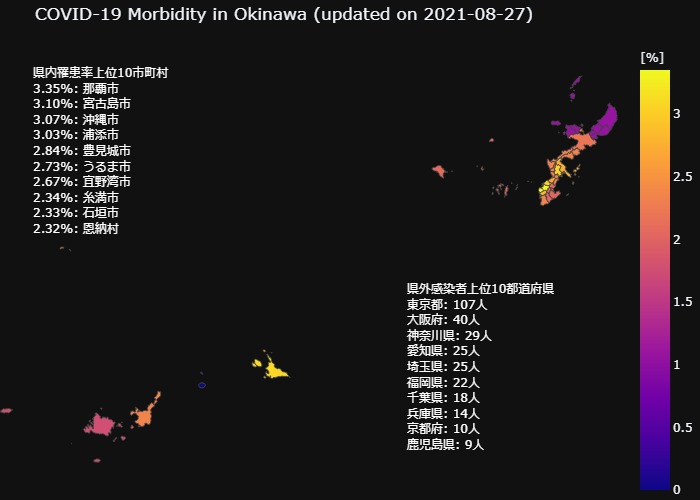 COVID-19 Morbidity in Okinawa (updated on 2021-08-27)
県内罹患率上位10市町村
3.35%: 那覇市
3.10%: 宮古島市
3.07%: 沖縄市
3.03%: 浦添市
2.84%: 豊見城市
2.73%: うるま市
2.67%: 宜野湾市
2.34%: 糸満市
2.33%: 石垣市
2.32%: 恩納村
県外感染者上位10都道府県
東京都: 107人
大阪府: 40人
神奈川県: 29人
愛知県: 25人
埼玉県: 25人
福岡県: 22人
千葉県: 18人
兵庫県: 14人
京都府: 10人
鹿児島県: 9人
[%]
3
2.5
2
1.5
1
0.5
0